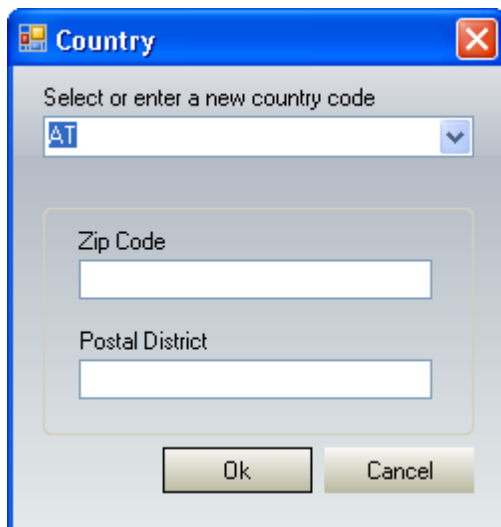 Country
Select or enter a new country code
AT
Zip Code
Postal District
Ok
Cancel